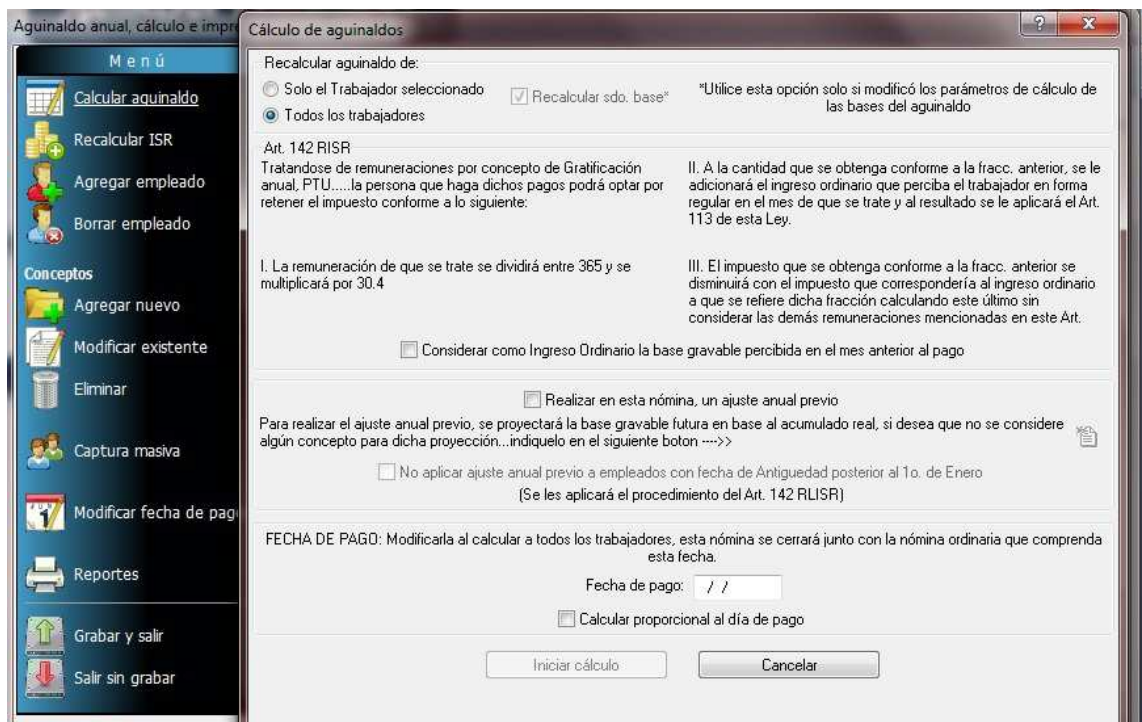 Aguinaldo anual, cálculo e impre
Menú
Calcular aguinaldo
Recalcular ISR
Agregar empleado
Borrar empleado
Conceptos
Agregar nuevo
Modificar existente
Eliminar
Captura masiva
Modificar fecha de pag
Reportes
Grabar y salir
Salir sin grabar
Cálculo de aguinaldos
Recalcular aguinaldo de:
Solo el Trabajador seleccionado
Todos los trabajadores
Recalcular sdo. base*
*Utilice esta opción solo si modificó los parámetros de cálculo de
las bases del aguinaldo
Art. 142 RISR
Tratandose de remuneraciones por concepto de Gratificación
anual, PTU.....la persona que haga dichos pagos podrá optar por
retener el impuesto conforme a lo siguiente:
I. La remuneración de que se trate se dividirá entre 365 y se
multiplicará por 30.4
II. A la cantidad que se obtenga conforme a la fracc. anterior, se le
adicionará el ingreso ordinario que perciba el trabajador en forma
regular en el mes de que se trate y al resultado se le aplicará el Art.
113 de esta Ley.
III. El impuesto que se obtenga conforme a la fracc. anterior se
disminuirá con el impuesto que correspondería al ingreso ordinario
a que se refiere dicha fracción calculando este último sin
considerar las demás remuneraciones mencionadas en este Art.
Considerar como Ingreso Ordinario la base gravable percibida en el mes anterior al pago
Realizar en esta nómina, un ajuste anual previo
Para realizar el ajuste anual previo, se proyectará la base gravable futura en base al acumulado real, si desea que no se considere
algún concepto para dicha proyección...indiquelo en el siguiente boton ---->>
No aplicar ajuste anual previo a empleados con fecha de Antiguedad posterior al 1o. de Enero
(Se les aplicará el procedimiento del Art. 142 RLISR)
FECHA DE PAGO: Modificarla al calcular a todos los trabajadores, esta nómina se cerrará junto con la nómina ordinaria que comprenda
esta fecha.
Fecha de pago: / /
Calcular proporcional al día de pago
Iniciar cálculo
Cancelar